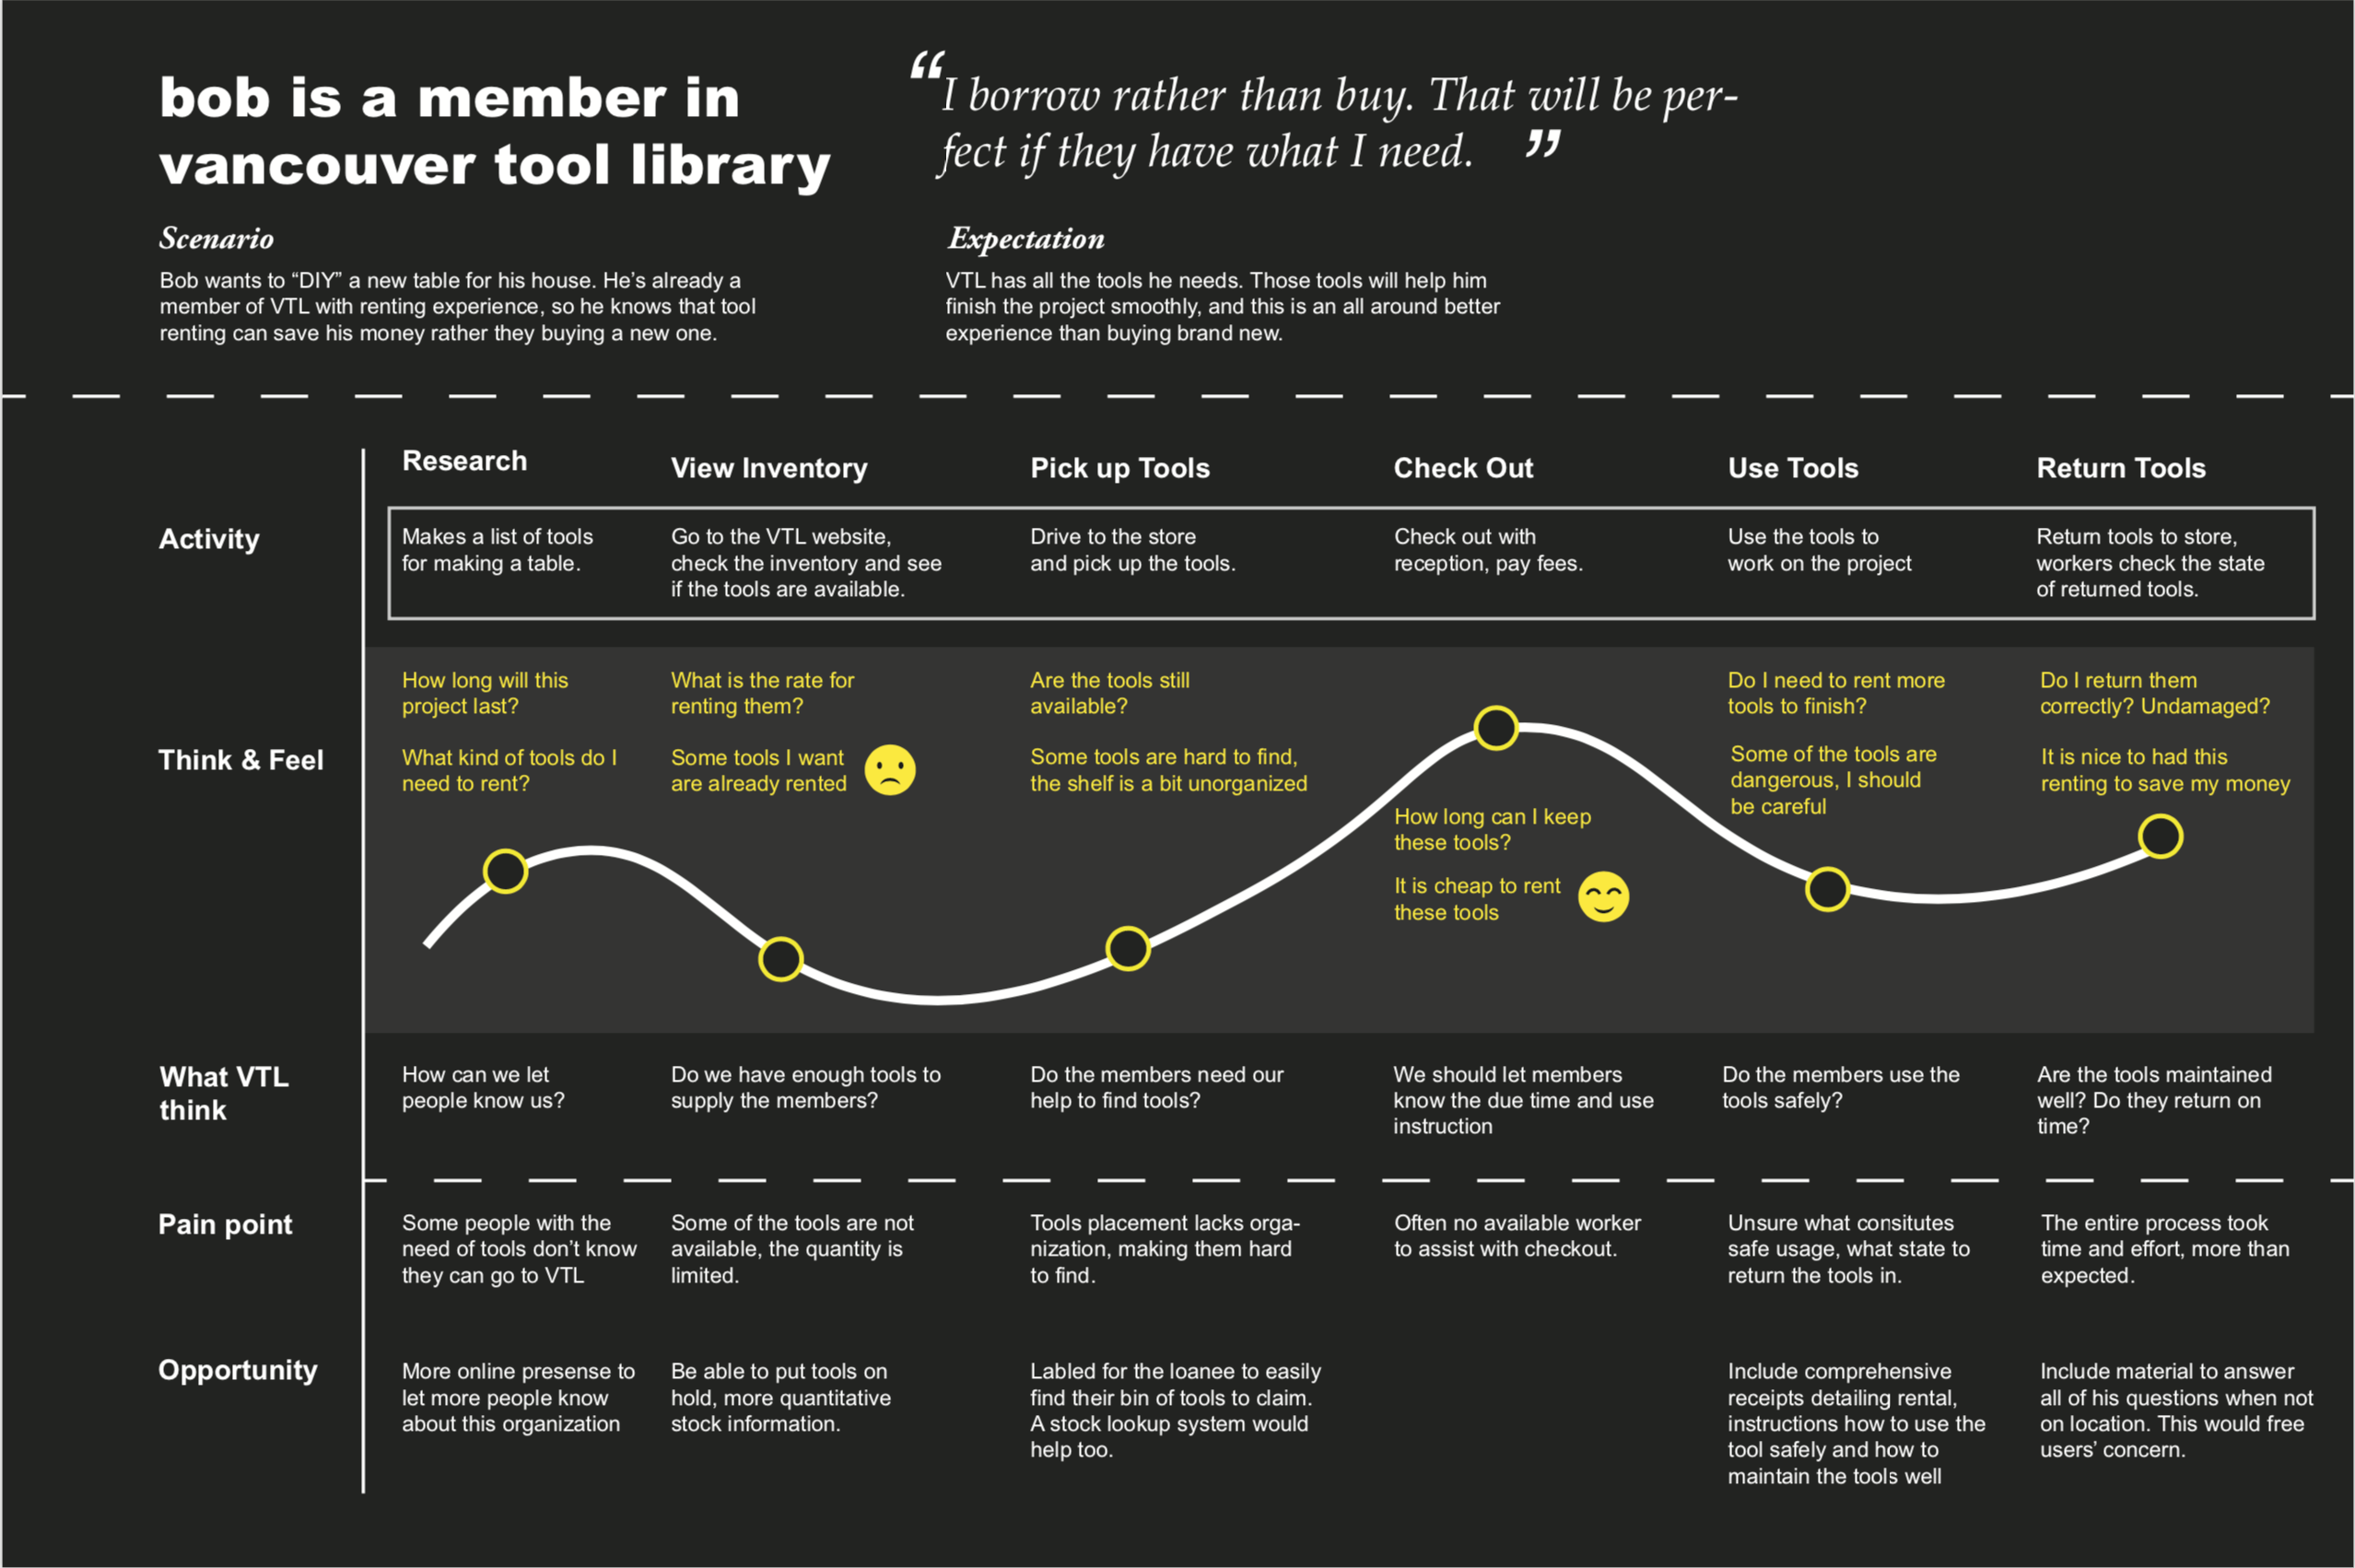 bob is a member in
vancouver tool library
“I borrow rather than buy. That will be per-
fect if they have what I need. ”
Scenario
Bob wants to “DIY” a new table for his house. He’s already a
member of VTL with renting experience, so he knows that tool
renting can save his money rather they buying a new one.
Expectation
VTL has all the tools he needs. Those tools will help him
finish the project smoothly, and this is an all around better
experience than buying brand new.
Research
View Inventory
Pick up Tools
Check Out
Use Tools
Return Tools
Activity
Makes a list of tools
for making a table.
Go to the VTL website,
check the inventory and see
if the tools are available.
Drive to the store
and pick up the tools.
Check out with
reception, pay fees.
Use the tools to
work on the project
Return tools to store,
workers check the state
of returned tools.
Think & Feel
How long will this
project last?
What kind of tools do I
need to rent?
What is the rate for
renting them?
Some tools I want
are already rented
Are the tools still
available?
Some tools are hard to find,
the shelf is a bit unorganized
How long can I keep
these tools?
It is cheap to rent
these tools
Do I need to rent more
tools to finish?
Some of the tools are
dangerous, I should
be careful
Do I return them
correctly? Undamaged?
It is nice to had this
renting to save my money
What VTL
think
How can we let
people know us?
Do we have enough tools to
supply the members?
Do the members need our
help to find tools?
We should let members
know the due time and use
instruction
Do the members use the
tools safely?
Are the tools maintained
well? Do they return on
time?
Pain point
Some people with the
need of tools don’t know
they can go to VTL
Some of the tools are not
available, the quantity is
limited.
Tools placement lacks orga-
nization, making them hard
to find.
Often no available worker
to assist with checkout.
Unsure what consitutes
safe usage, what state to
return the tools in.
The entire process took
time and effort, more than
expected.
Opportunity
More online presense to
let more people know
about this organization
Be able to put tools on
hold, more quantitative
stock information.
Labled for the loanee to easily
find their bin of tools to claim.
A stock lookup system would
help too.
Include comprehensive
receipts detailing rental,
instructions how to use the
tool safely and how to
maintain the tools well
Include material to answer
all of his questions when not
on location. This would free
users’ concern.